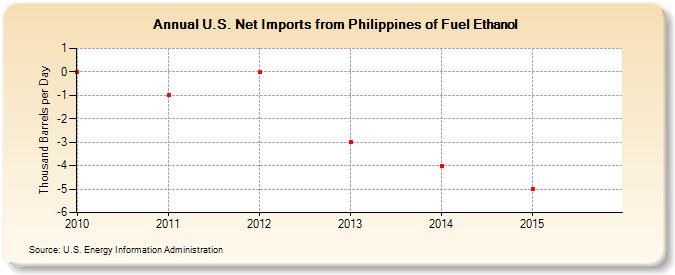 Annual U.S. Net Imports from Philippines of Fuel Ethanol
Thousand Barrels per Day
1
0
-1
-2
-3
-4
-5
-6
2010 2011 2012 2013 2014 2015
Source: U.S. Energy Information Administration